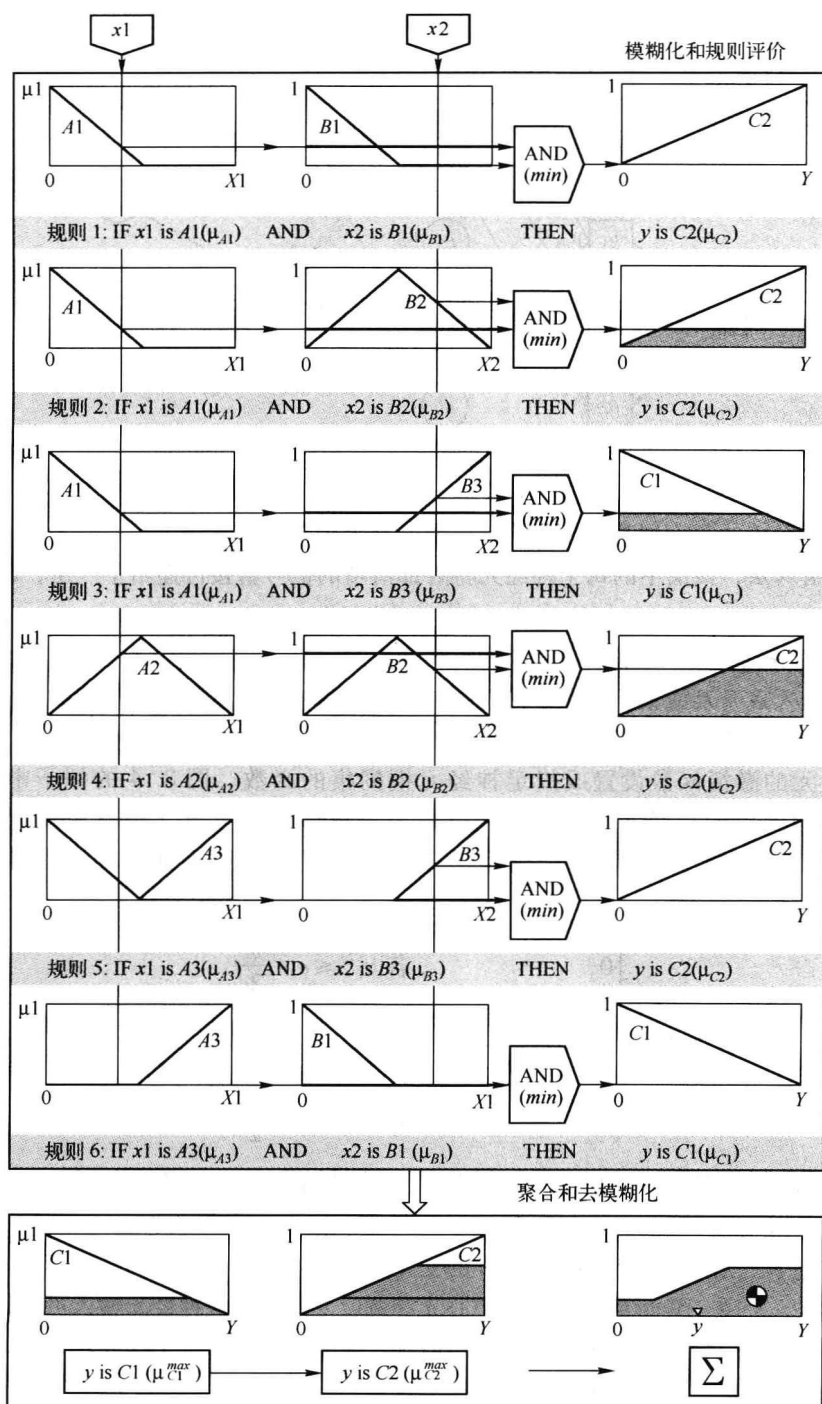 x1 x2
模糊化和规则评价
μ1 1 1
A1 B1 AND (min) C2
0 X1 0 0 Y
规则 1: IF x1 is A1(μA1) AND x2 is B1(μB1) THEN y is C2(μC2)
μ1 1 1
A1 B2 AND (min) C2
0 X1 0 X2 0 Y
规则 2: IF x1 is A1(μA1) AND x2 is B2(μB2) THEN y is C2(μC2)
μ1 1 1
A1 B3 AND (min) C1
0 X1 0 X2 0 Y
规则 3: IF x1 is A1(μA1) AND x2 is B3 (μB3) THEN y is C1(μC1)
μ1 1 1
A2 B2 AND (min) C2
0 X1 0 X2 0 Y
规则 4: IF x1 is A2(μA2) AND x2 is B2 (μB2) THEN y is C2(μC2)
μ1 1 1
A3 B3 AND (min) C2
0 X1 0 X2 0 Y
规则 5: IF x1 is A3(μA3) AND x2 is B3 (μB3) THEN y is C2(μC2)
μ1 1 1
A3 B1 AND (min) C1
0 X1 0 X1 0 Y
规则 6: IF x1 is A3(μA3) AND x2 is B1 (μB1) THEN y is C1(μC1)
聚合和去模糊化
μ1 1 1
C1 C2
0 Y 0 Y 0 y Y
y is C1 (μC1max) y is C2 (μC2max) Σ